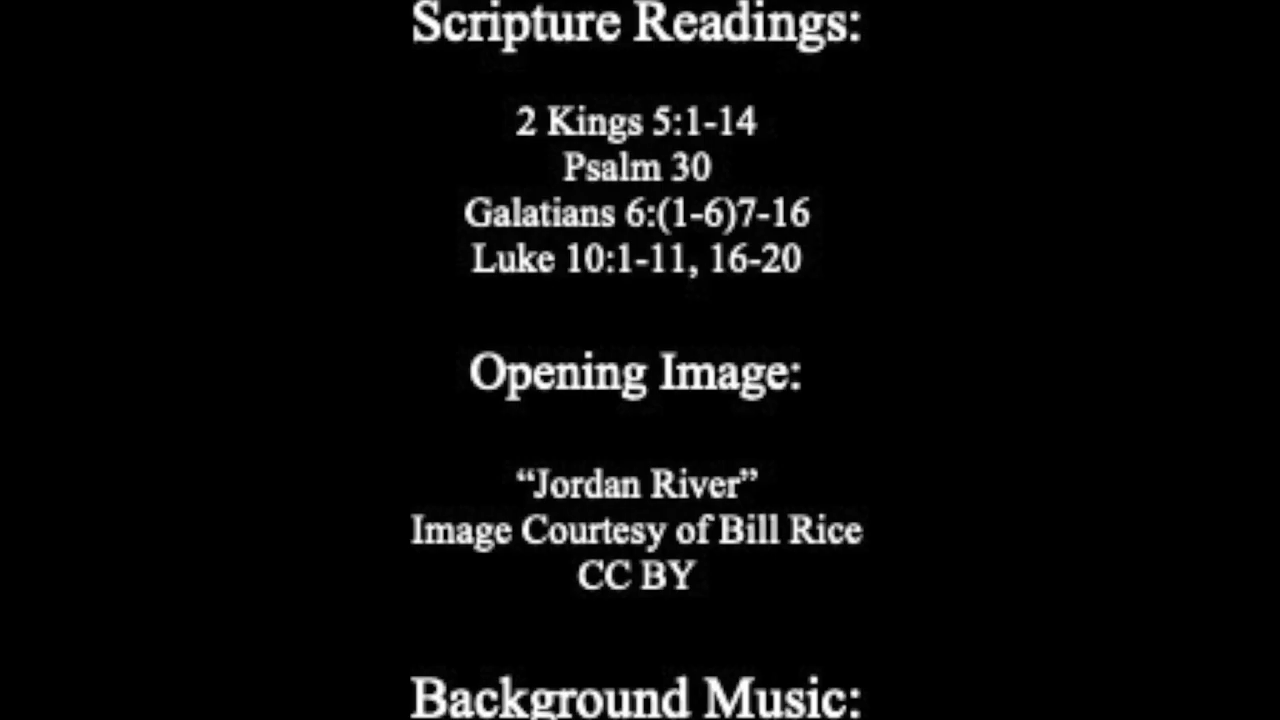 Scripture Readings:
2 Kings 5:1-14
Psalm 30
Galatians 6:(1-6)7-16
Luke 10:1-11, 16-20
Opening Image:
“Jordan River”
Image Courtesy of Bill Rice
CC BY
Background Music: